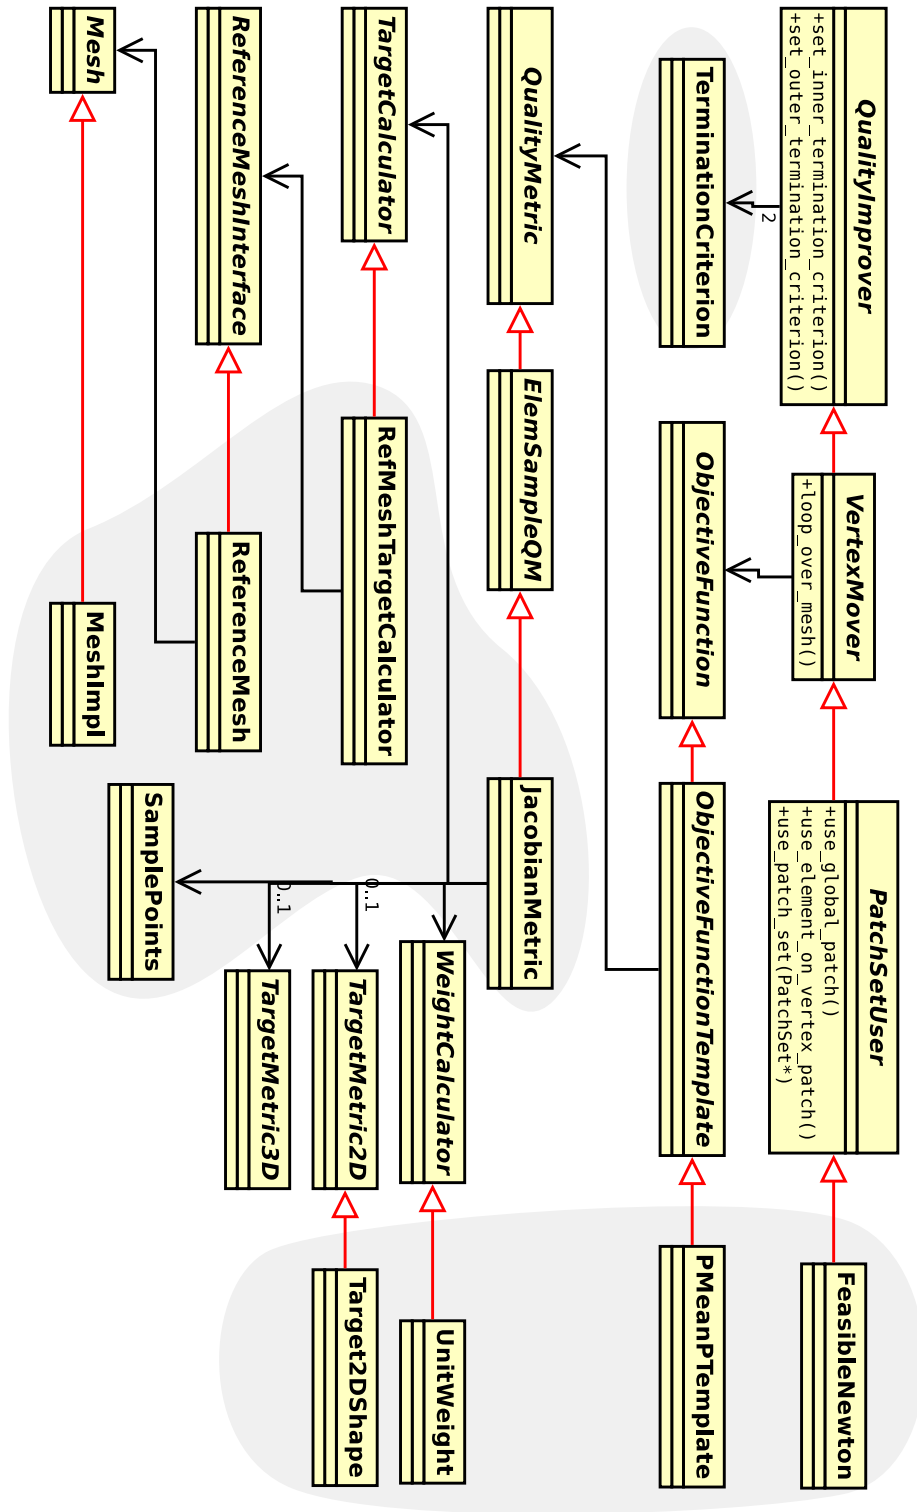 QualityImprover
+set_inner_termination_criterion()
+set_outer_termination_criterion()
2
TerminationCriterion
VertexMover
+loop_over_mesh()
ObjectiveFunction
PatchSetUser
+use_global_patch()
+use_element_on_vertex_patch()
+use_patch_set(PatchSet*)
ObjectiveFunctionTemplate
FeasibleNewton
PMeanPTemplate
QualityMetric
ElemSampleQM
JacobianMetric
TargetCalculator
RefMeshTargetCalculator
WeightCalculator
UnitWeight
0..1
TargetMetric2D
Target2DShape
0..1
TargetMetric3D
ReferenceMeshInterface
ReferenceMesh
SamplePoints
Mesh
MeshImpl